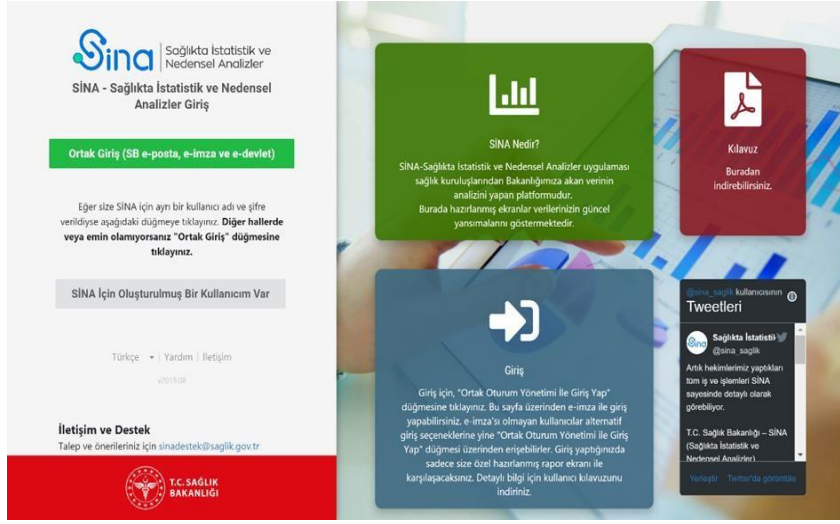 Sina Sağlıkta İstatistik ve
Nedensel Analizler
SİNA - Sağlıkta İstatistik ve Nedensel
Analizler Giriş
Ortak Giriş (SB e-posta, e-imza ve e-devlet)
Eğer size SİNA için ayrı bir kullanıcı adı ve şifre
verildiyse aşağıdaki düğmeye tıklayınız. Diğer hallerde
veya emin olamıyorsanız "Ortak Giriş" düğmesine
tıklayınız.
SİNA İçin Oluşturulmuş Bir Kullanıcım Var
Türkçe | Yardım | İletişim
v2019.08
İletişim ve Destek
Talep ve önerileriniz için sinadestek@saglik.gov.tr
T.C. SAĞLIK
BAKANLIĞI
SİNA Nedir?
SİNA-Sağlıkta İstatistik ve Nedensel Analizler uygulaması
sağlık kuruluşlarından Bakanlığımıza akan verinin
analizini yapan platformudur.
Burada hazırlanmış ekranlar verilerinizin güncel
yansımalarını göstermektedir.
Kılavuz
Buradan
indirebilirsiniz.
Giriş
Giriş için, "Ortak Oturum Yönetimi İle Giriş Yap"
düğmesine tıklayınız. Bu sayfa üzerinden e-imza ile giriş
yapabilirsiniz. e-imza'sı olmayan kullanıcılar alternatif
giriş seçeneklerine yine "Ortak Oturum Yönetimi ile Giriş
Yap" düğmesi üzerinden erişebilirler. Giriş yaptığınızda
sadece size özel hazırlanmış rapor ekranı ile
karşılaşacaksınız. Detaylı bilgi için kullanıcı kılavuzunu
indiriniz.
@sina_saglik kullanıcısının
Tweetleri
Sina Sağlıkta İstatisti
@sina_saglik
Artık hekimlerimiz yaptıkları
tüm iş ve işlemleri SİNA
sayesinde detaylı olarak
görebiliyor.
T.C. Sağlık Bakanlığı – SİNA
(Sağlıkta İstatistik ve
Nedensel Analizler)
Yerleştir Twitter'da görüntüle